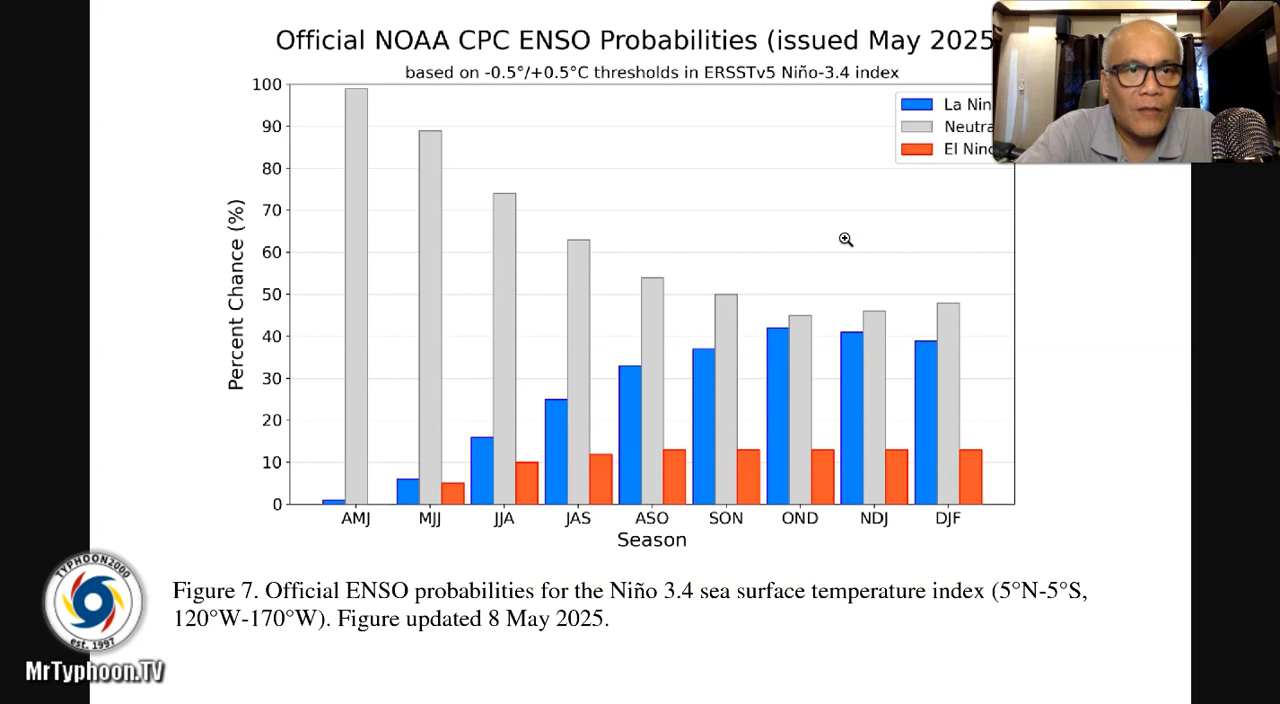 Official NOAA CPC ENSO Probabilities (issued May 2025
based on -0.5°/+0.5°C thresholds in ERSSTv5 Niño-3.4 index
La Nin
Neutra
El Nino
Percent Chance (%)
100
90
80
70
60
50
40
30
20
10
0
AMJ MJJ JJA JAS ASO SON OND NDJ DJF
Season
Figure 7. Official ENSO probabilities for the Niño 3.4 sea surface temperature index (5°N-5°S,
120°W-170°W). Figure updated 8 May 2025.
TYPHOON2000
est. 1997
MrTyphoon.TV